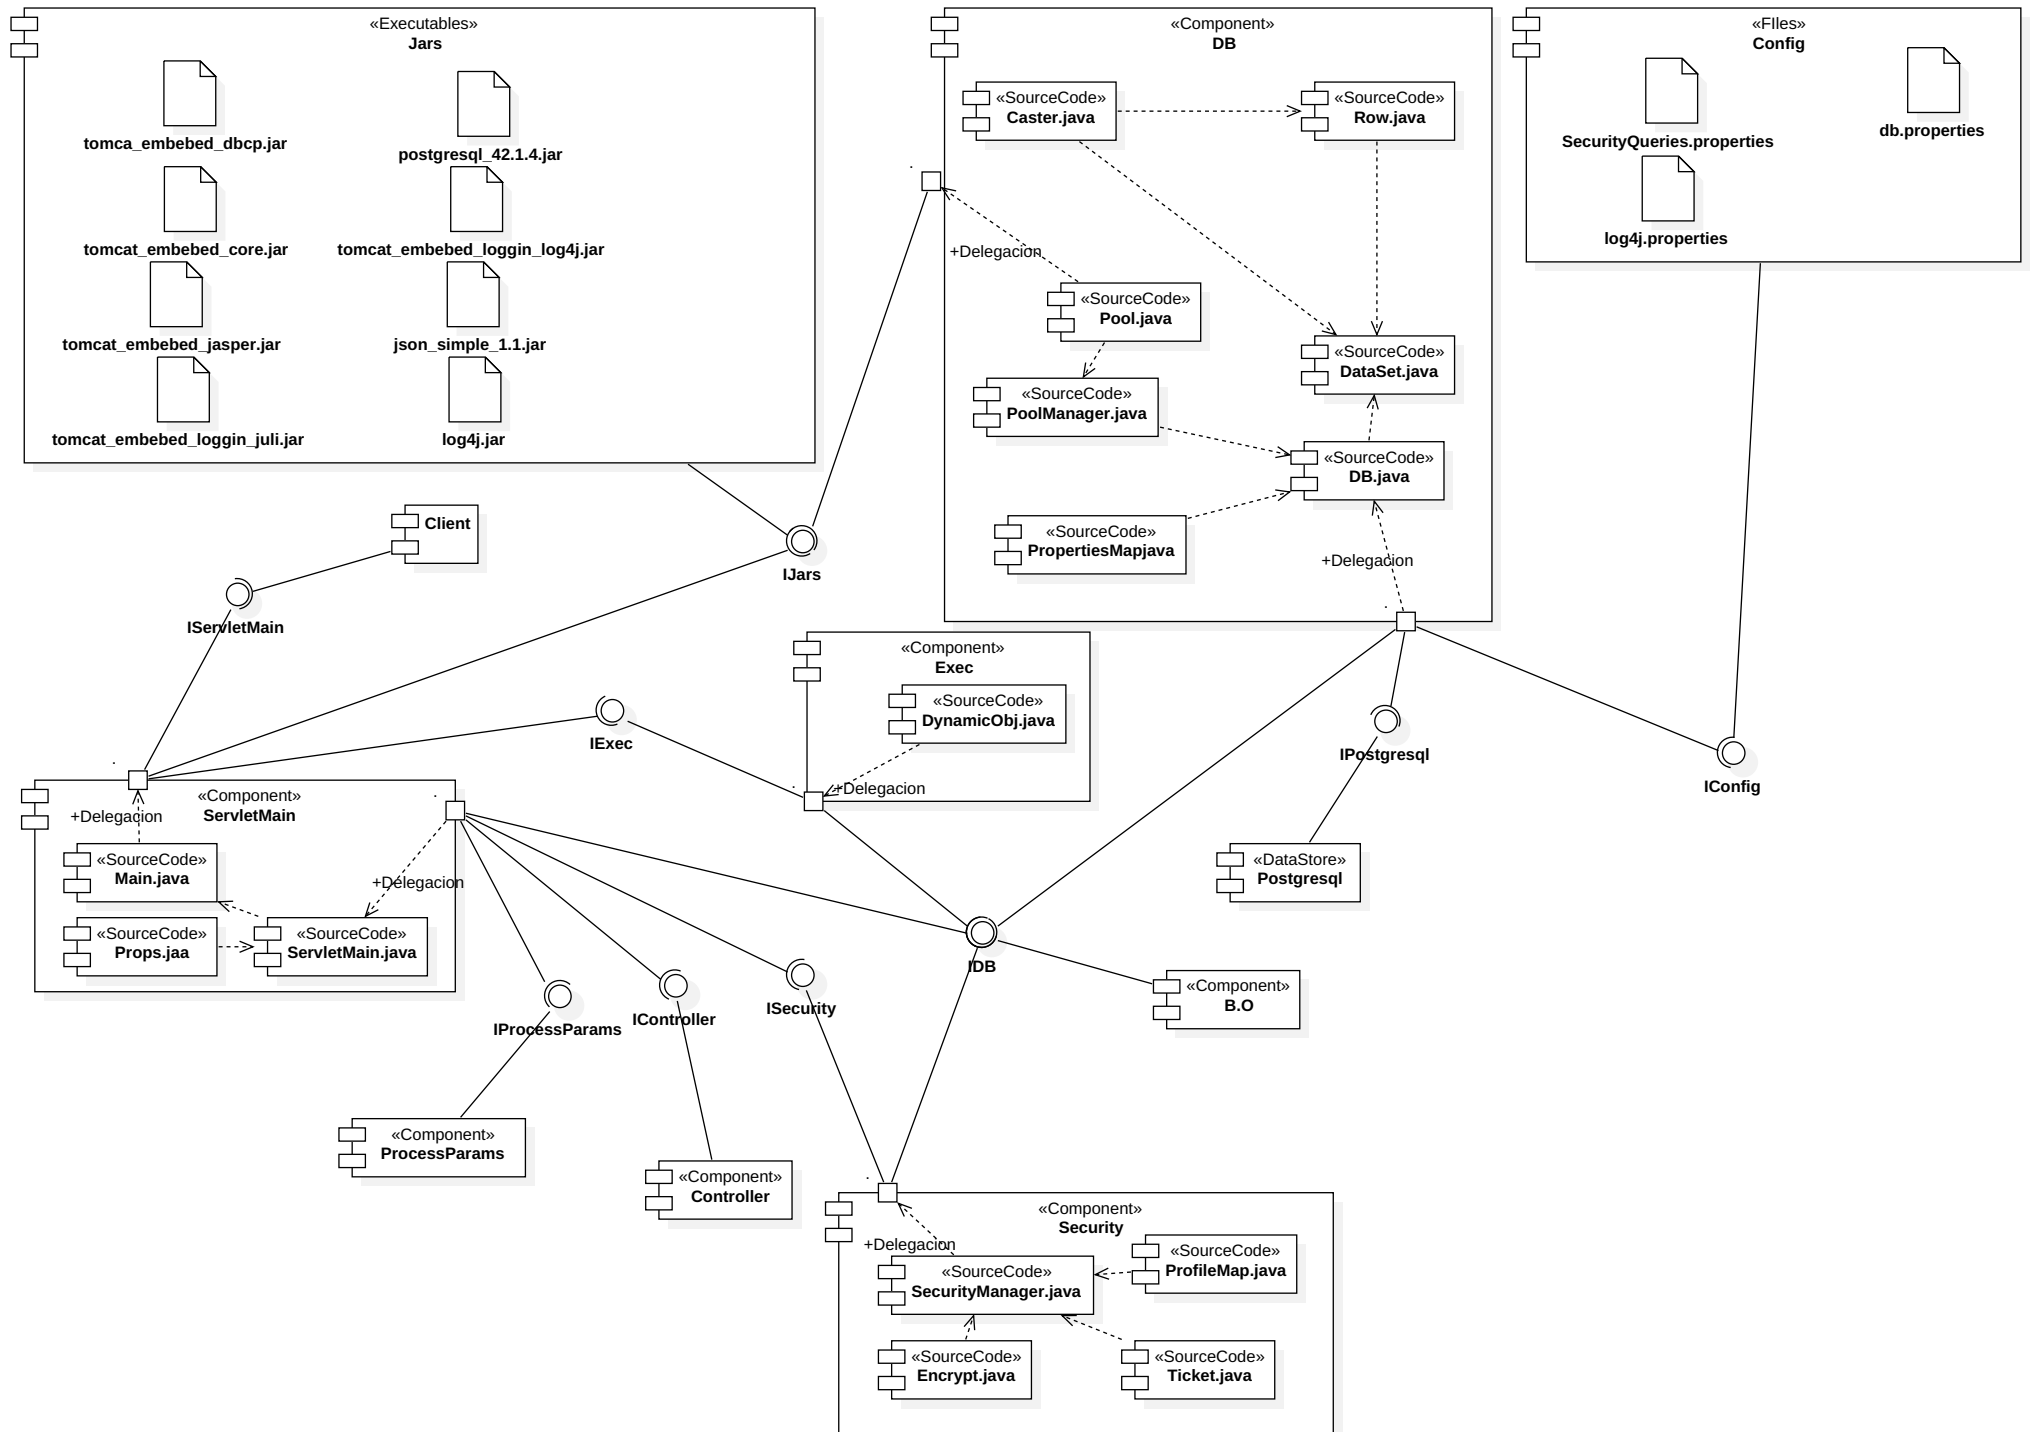 «Executables»
Jars
tomca_embebed_dbcp.jar
postgresql_42.1.4.jar
tomcat_embebed_core.jar
tomcat_embebed_loggin_log4j.jar
tomcat_embebed_jasper.jar
json_simple_1.1.jar
tomcat_embebed_loggin_juli.jar
log4j.jar
«Component»
DB
«SourceCode»
Caster.java
«SourceCode»
Row.java
+Delegacion
«SourceCode»
Pool.java
«SourceCode»
DataSet.java
«SourceCode»
PoolManager.java
«SourceCode»
DB.java
«SourceCode»
PropertiesMapjava
+Delegacion
«FIles»
Config
SecurityQueries.properties
db.properties
log4j.properties
Client
IJars
IServletMain
«Component»
Exec
«SourceCode»
DynamicObj.java
+Delegacion
IExec
IPostgresql
IConfig
«Component»
ServletMain
+Delegacion
«SourceCode»
Main.java
+Delegacion
«SourceCode»
Props.jaa
«SourceCode»
ServletMain.java
«DataStore»
Postgresql
IDB
«Component»
B.O
IProcessParams
IController
ISecurity
«Component»
ProcessParams
«Component»
Controller
«Component»
Security
+Delegacion
«SourceCode»
SecurityManager.java
«SourceCode»
ProfileMap.java
«SourceCode»
Encrypt.java
«SourceCode»
Ticket.java